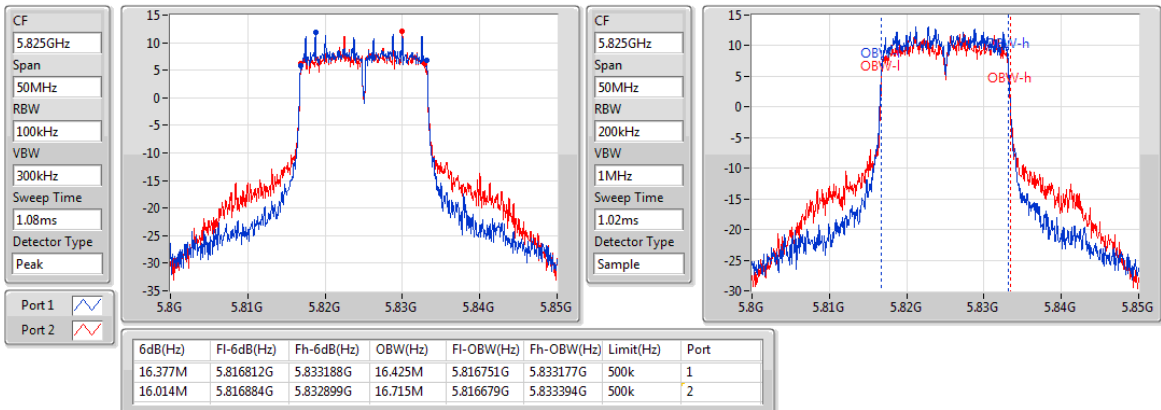 CF
5.825GHz
Span
50MHz
RBW
100kHz
VBW
300kHz
Sweep Time
1.08ms
Detector Type
Peak
Port 1
Port 2
15-
10-
5-
0-
-5-
-10-
-15-
-20-
-25-
-30-
-35-
5.8G 5.81G 5.82G 5.83G 5.84G 5.85G
CF
5.825GHz
Span
50MHz
RBW
200kHz
VBW
1MHz
Sweep Time
1.02ms
Detector Type
Sample
15-
10-
5-
0-
-5-
-10-
-15-
-20-
-25-
-30-
5.8G 5.81G 5.82G 5.83G 5.84G 5.85G
OBW-h
OBW-l
OBW-h
6dB(Hz) Fl-6dB(Hz) Fh-6dB(Hz) OBW(Hz) Fl-OBW(Hz) Fh-OBW(Hz) Limit(Hz) Port
16.377M 5.816812G 5.833188G 16.425M 5.816751G 5.833177G 500k 1
16.014M 5.816884G 5.832899G 16.715M 5.816679G 5.833394G 500k 2